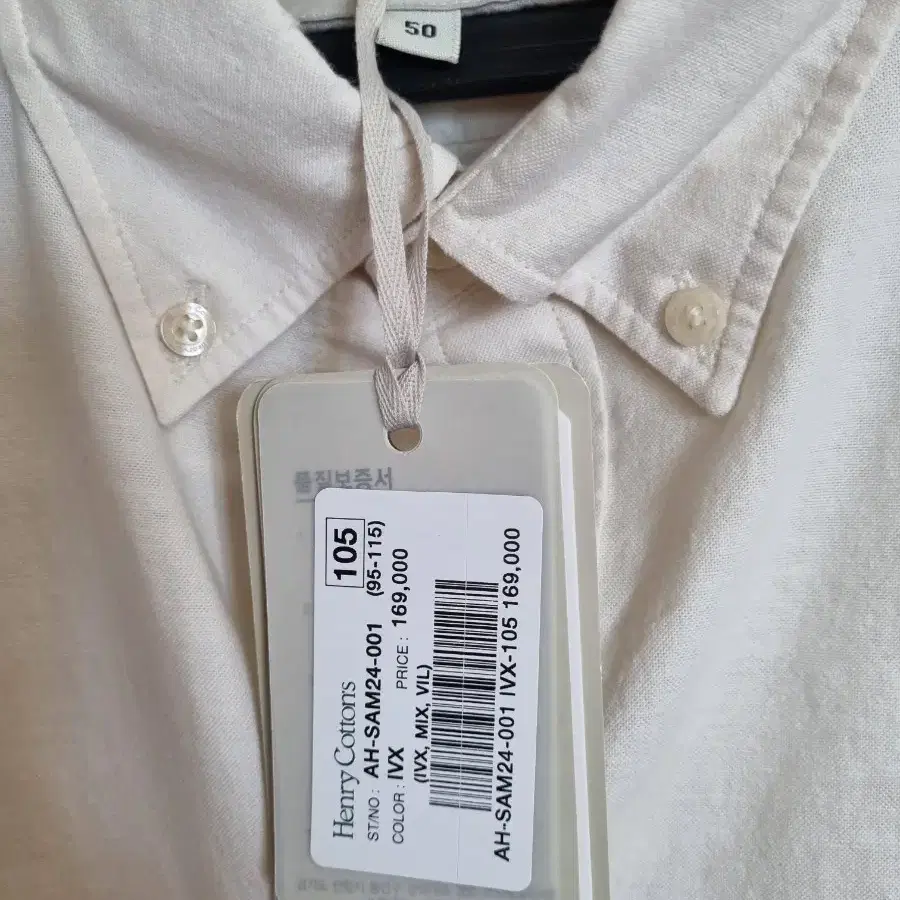 50
품질보증서
105
(95-115)
Henry Cotton's
ST/NO : AH-SAM24-001
COLOR : IVX
PRICE : 169,000
(IVX, MIX, VIL)
AH-SAM24-001 IVX-105 169,000